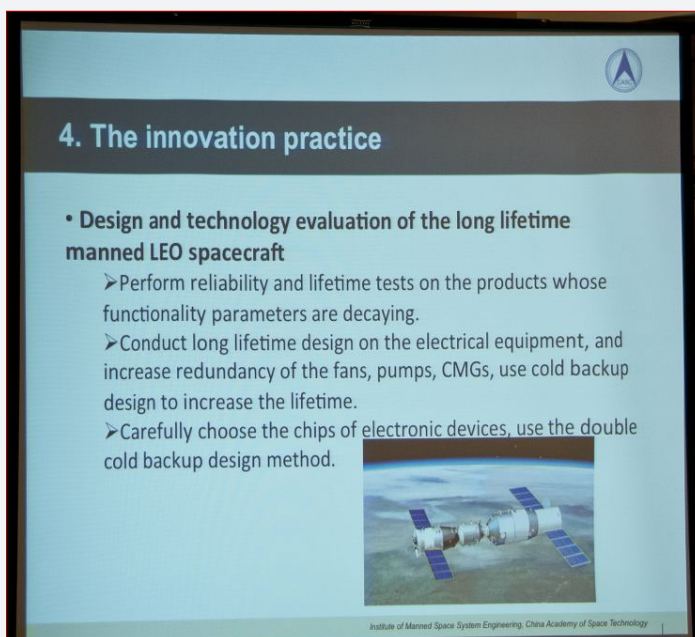 4. The innovation practice
• Design and technology evaluation of the long lifetime
manned LEO spacecraft
➢Perform reliability and lifetime tests on the products whose
functionality parameters are decaying.
➢Conduct long lifetime design on the electrical equipment, and
increase redundancy of the fans, pumps, CMGs, use cold backup
design to increase the lifetime.
➢Carefully choose the chips of electronic devices, use the double
cold backup design method.
Institute of Manned Space System Engineering, China Academy of Space Technology